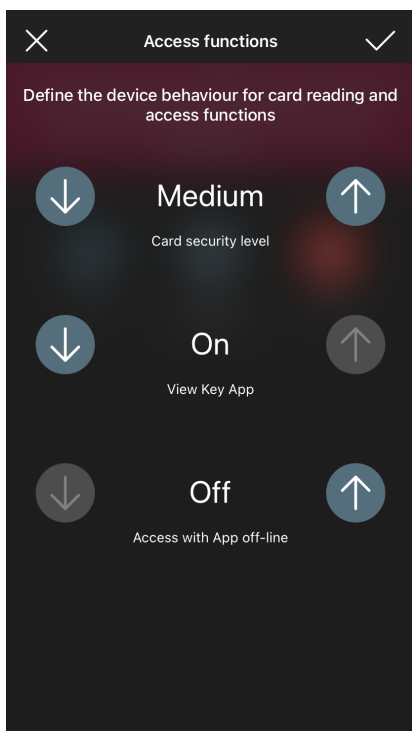 Access functions
Define the device behaviour for card reading and
access functions
Medium
Card security level
On
View Key App
Off
Access with App off-line